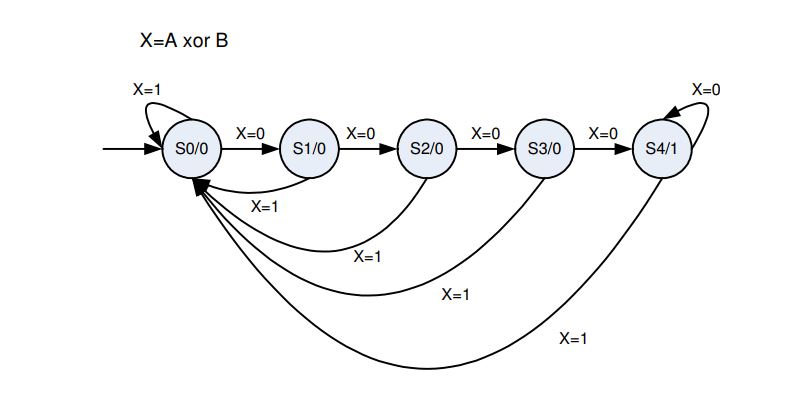 X=A xor B
X=1 X=0
X=0 X=0 X=0 X=0
S0/0 S1/0 S2/0 S3/0 S4/1
X=1
X=1
X=1
X=1